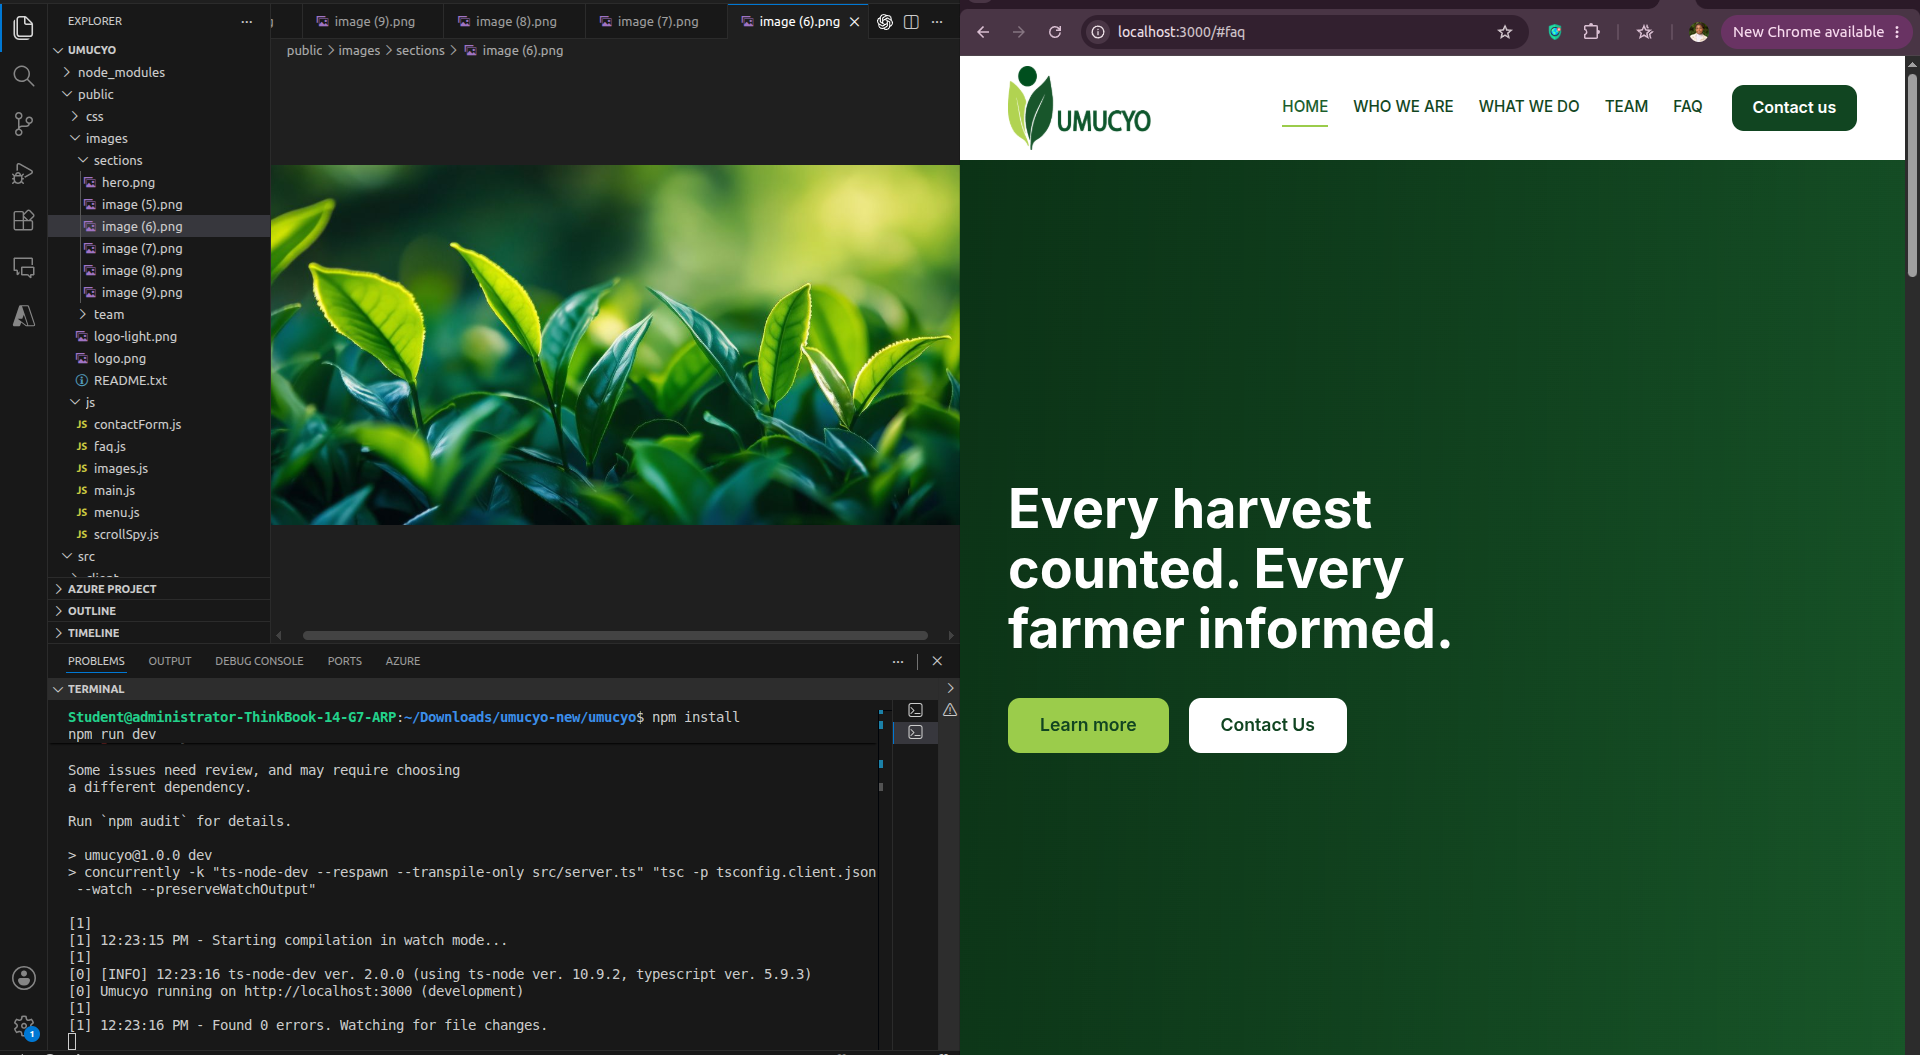 EXPLORER
UMUCYO
node_modules
public
css
images
sections
hero.png
image (5).png
image (6).png
image (7).png
image (8).png
image (9).png
team
logo-light.png
logo.png
README.txt
js
JS contactForm.js
JS faq.js
JS images.js
JS main.js
JS menu.js
JS scrollSpy.js
src
AZURE PROJECT
OUTLINE
TIMELINE
1
image (9).png
image (8).png
image (7).png
image (6).png
public > images > sections > image (6).png
PROBLEMS OUTPUT DEBUG CONSOLE PORTS AZURE
TERMINAL
Student@administrator-ThinkBook-14-G7-ARP:~/Downloads/umucyo-new/umucyo$ npm install
npm run dev
Some issues need review, and may require choosing
a different dependency.
Run `npm audit` for details.
> umucyo@1.0.0 dev
> concurrently -k "ts-node-dev --respawn --transpile-only src/server.ts" "tsc -p tsconfig.client.json
--watch --preserveWatchOutput"
[1]
[1] 12:23:15 PM - Starting compilation in watch mode...
[1]
[0] [INFO] 12:23:16 ts-node-dev ver. 2.0.0 (using ts-node ver. 10.9.2, typescript ver. 5.9.3)
[0] Umucyo running on http://localhost:3000 (development)
[1]
[1] 12:23:16 PM - Found 0 errors. Watching for file changes.
localhost:3000/#faq
New Chrome available
UMUCYO
HOME WHO WE ARE WHAT WE DO TEAM FAQ Contact us
Every harvest
counted. Every
farmer informed.
Learn more
Contact Us